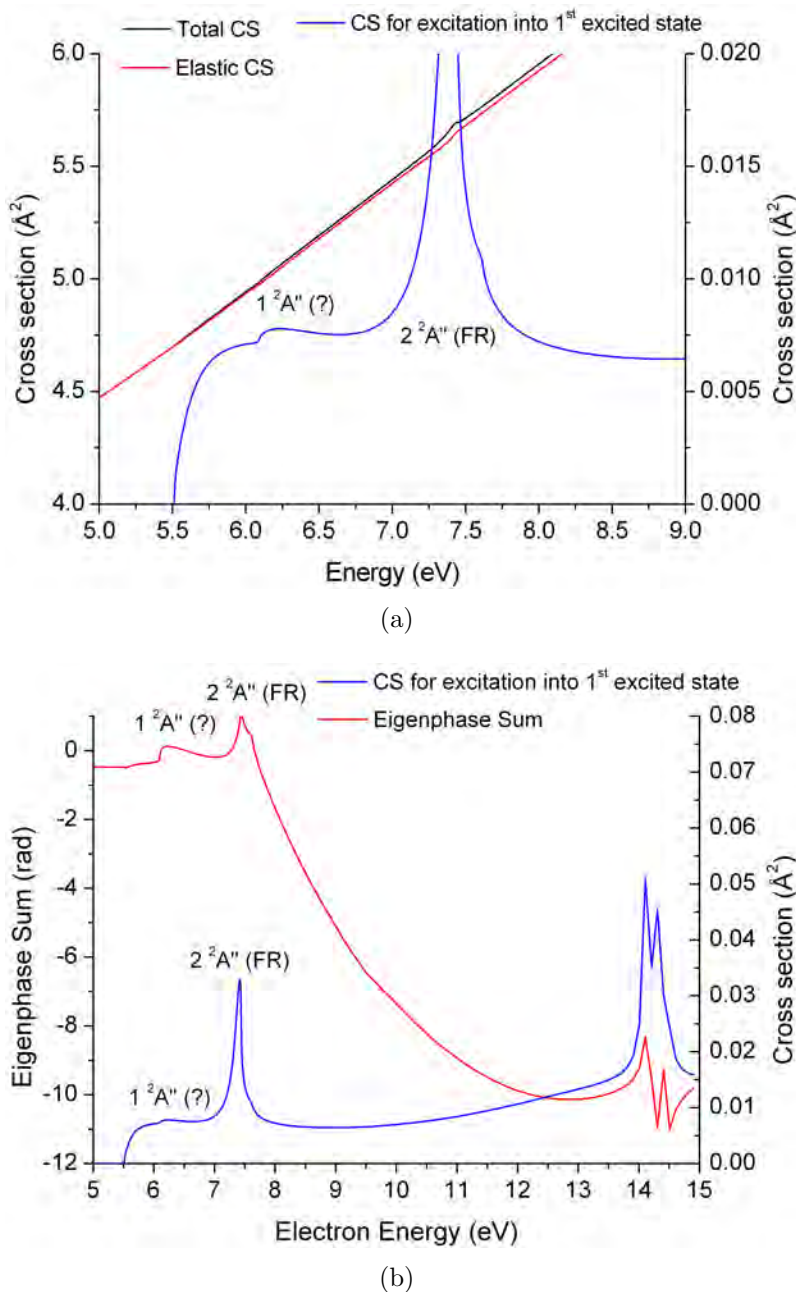 Total CS
CS for excitation into 1st excited state
Elastic CS
6.0
0.020
5.5
0.015
5.0
0.010
4.5
0.005
4.0
0.000
Cross section (Å²)
Cross section (Å²)
1 ²A" (?)
2 ²A" (FR)
5.0 5.5 6.0 6.5 7.0 7.5 8.0 8.5 9.0
Energy (eV)
(a)
CS for excitation into 1st excited state
Eigenphase Sum
2 ²A" (FR)
1 ²A" (?)
0
-2
-4
-6
-8
-10
-12
Eigenphase Sum (rad)
2 ²A" (FR)
1 ²A" (?)
0.08
0.07
0.06
0.05
0.04
0.03
0.02
0.01
0.00
Cross section (Å²)
5 6 7 8 9 10 11 12 13 14 15
Electron Energy (eV)
(b)